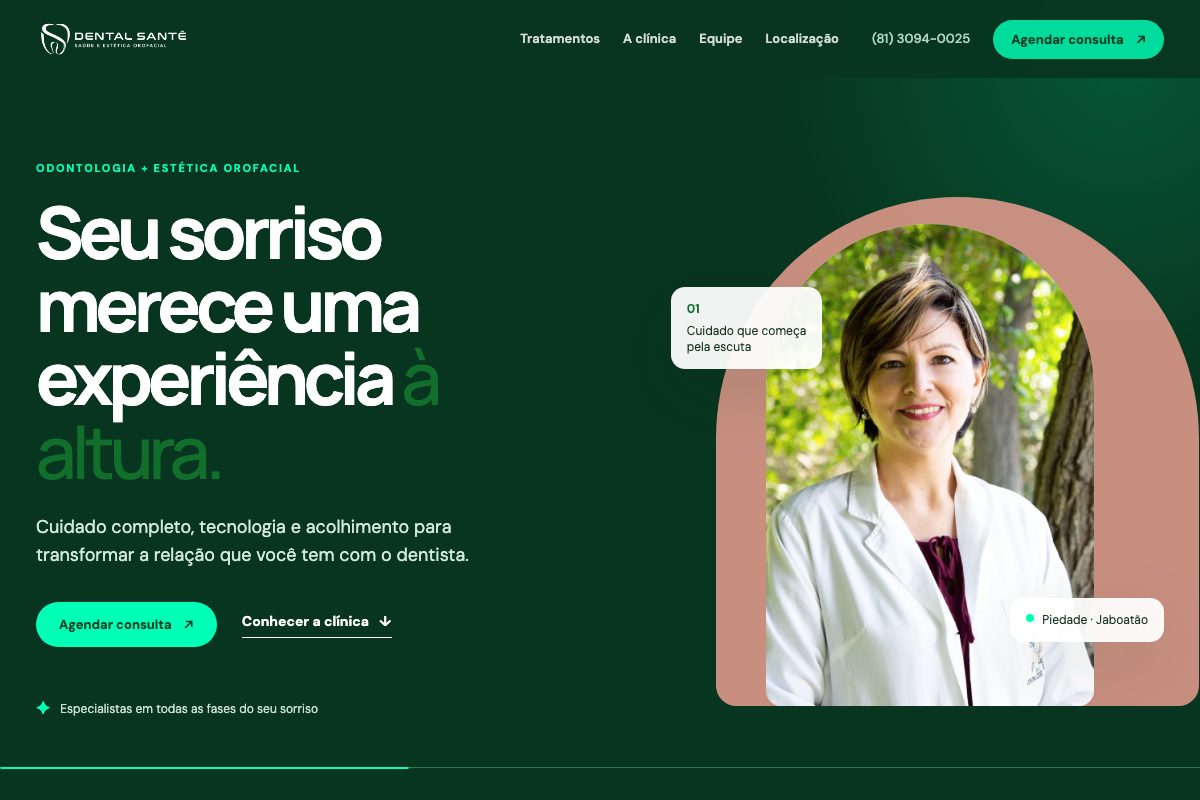 DENTAL SANTÊ
SAÚDE E ESTÉTICA OROFACIAL
Tratamentos
A clínica
Equipe
Localização
(81) 3094-0025
Agendar consulta
ODONTOLOGIA + ESTÉTICA OROFACIAL
Seu sorriso
merece uma
experiência à
altura.
01
Cuidado que começa
pela escuta
Cuidado completo, tecnologia e acolhimento para
transformar a relação que você tem com o dentista.
Agendar consulta
Conhecer a clínica
Piedade · Jaboatão
Especialistas em todas as fases do seu sorriso